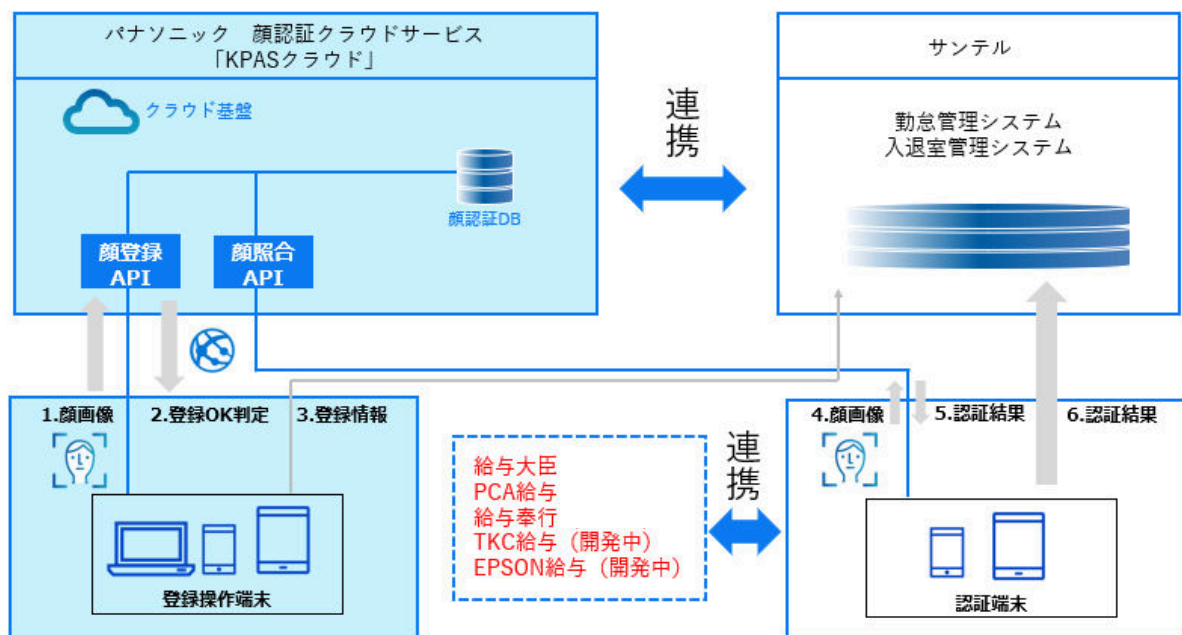 パナソニック　顔認証クラウドサービス
「KPASクラウド」
クラウド基盤
顔認証DB
顔登録
API
顔照合
API
連携
サンテル
勤怠管理システム
入退室管理システム
1.顔画像
2.登録OK判定
3.登録情報
登録操作端末
給与大臣
PCA給与
給与奉行
TKC給与（開発中）
EPSON給与（開発中）
連携
4.顔画像
5.認証結果
6.認証結果
認証端末